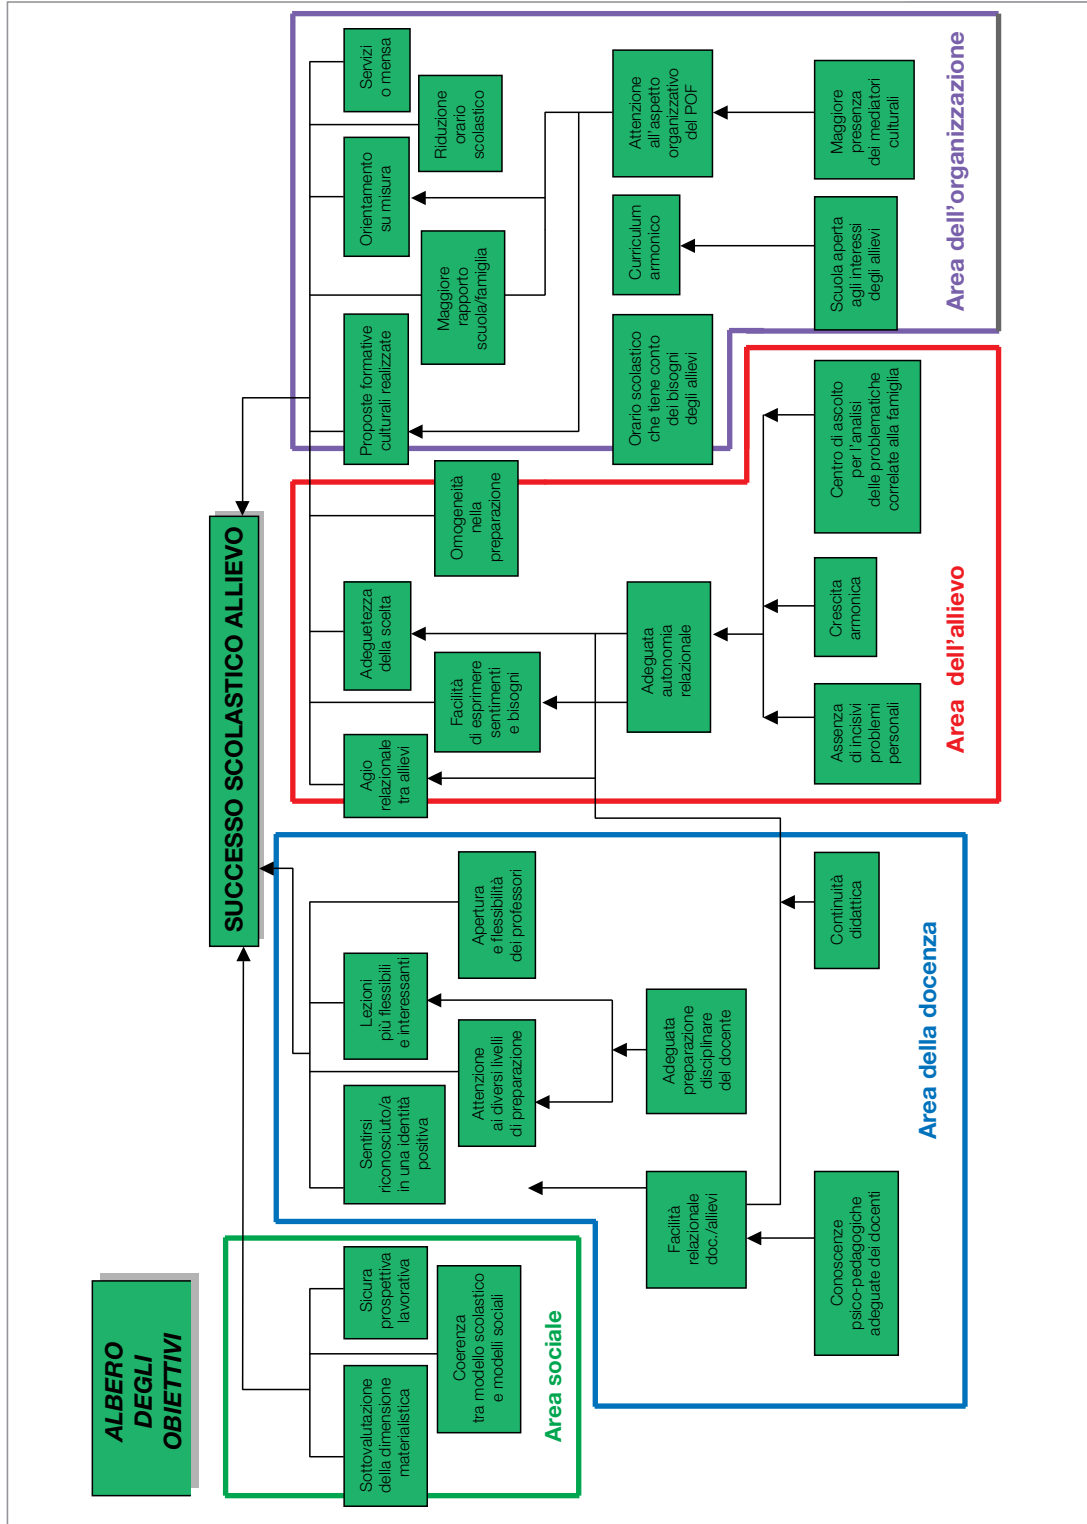 ALBERO
DEGLI
OBIETTIVI
SUCCESSO SCOLASTICO ALLIEVO
Sottovalutazione
della dimensione
materialistica
Sicura
prospettiva
lavorativa
Coerenza
tra modello scolastico
e modelli sociali
Area sociale
Sentirsi
riconosciuto/a
in una identità
positiva
Lezioni
più flessibili
e interessanti
Attenzione
ai diversi livelli
di preparazione
Apertura
e flessibilità
dei professori
Facilità
relazionale
doc./allievi
Adeguata
preparazione
disciplinare
del docente
Conoscenze
psico-pedagogiche
adeguate dei docenti
Continuità
didattica
Area della docenza
Agio
relazionale
tra allievi
Adeguetezza
della scelta
Facilità
di esprimere
sentimenti
e bisogni
Omogeneità
nella
preparazione
Adeguata
autonomia
relazionale
Assenza
di incisivi
problemi
personali
Crescita
armonica
Centro di ascolto
per l'analisi
delle problematiche
correlate alla famiglia
Area dell'allievo
Proposte formative
culturali realizzate
Orientamento
su misura
Servizi
o mensa
Maggiore
rapporto
scuola/famiglia
Riduzione
orario
scolastico
Orario scolastico
che tiene conto
dei bisogni
degli allievi
Curriculum
armonico
Attenzione
all'aspetto
organizzativo
del POF
Scuola aperta
agli interessi
degli allievi
Maggiore
presenza
dei mediatori
culturali
Area dell'organizzazione